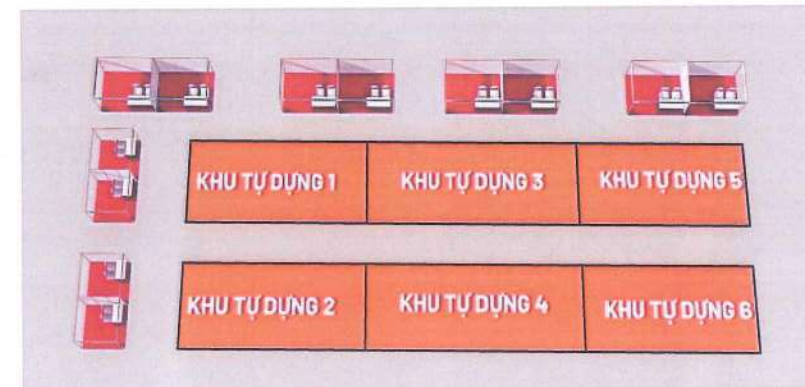 KHU TỰ DỰNG 1
KHU TỰ DỰNG 3
KHU TỰ DỰNG 5
KHU TỰ DỰNG 2
KHU TỰ DỰNG 4
KHU TỰ DỰNG 6